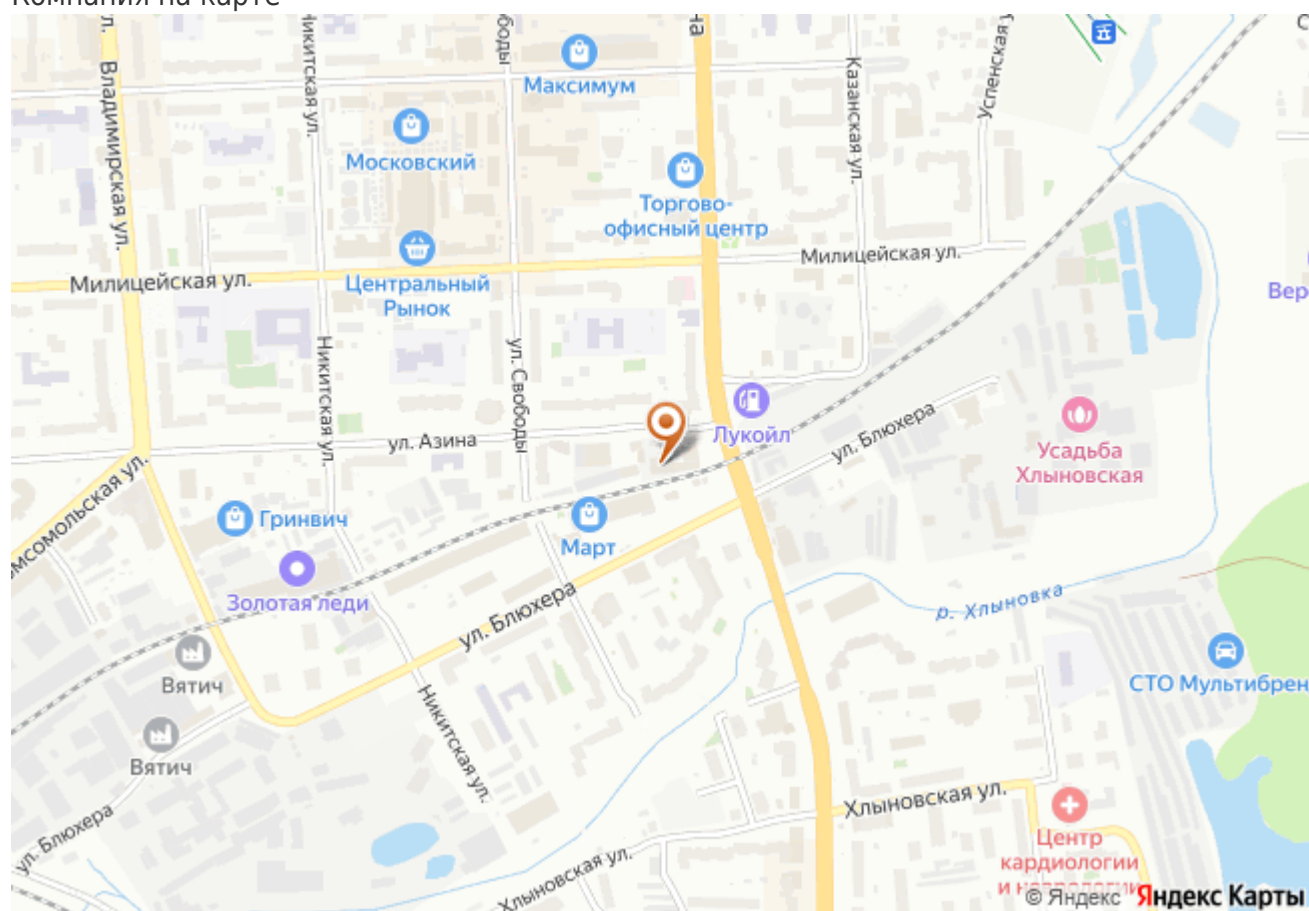 Компания на карте
ул.
Владимирская ул.
Никитская ул.
Максимум
Московский
Казанская ул.
Успенская ул.
Торгово-
офисный центр
Милицейская ул.
Милицейская ул.
Центральный
Рынок
Никитская ул.
ул. Свободы
ул. Азина
Лукойл
ул. Блюхера
Усадьба
Хлыновская
Гринвич
Март
Золотая леди
ул. Блюхера
р. Хлыновка
Вятич
СТО Мультибрен
Никитская ул.
Вятич
Хлыновская ул.
ул. Блюхера
Центр
кардиологии
Хлыновская ул.
© Яндекс Яндекс Карты